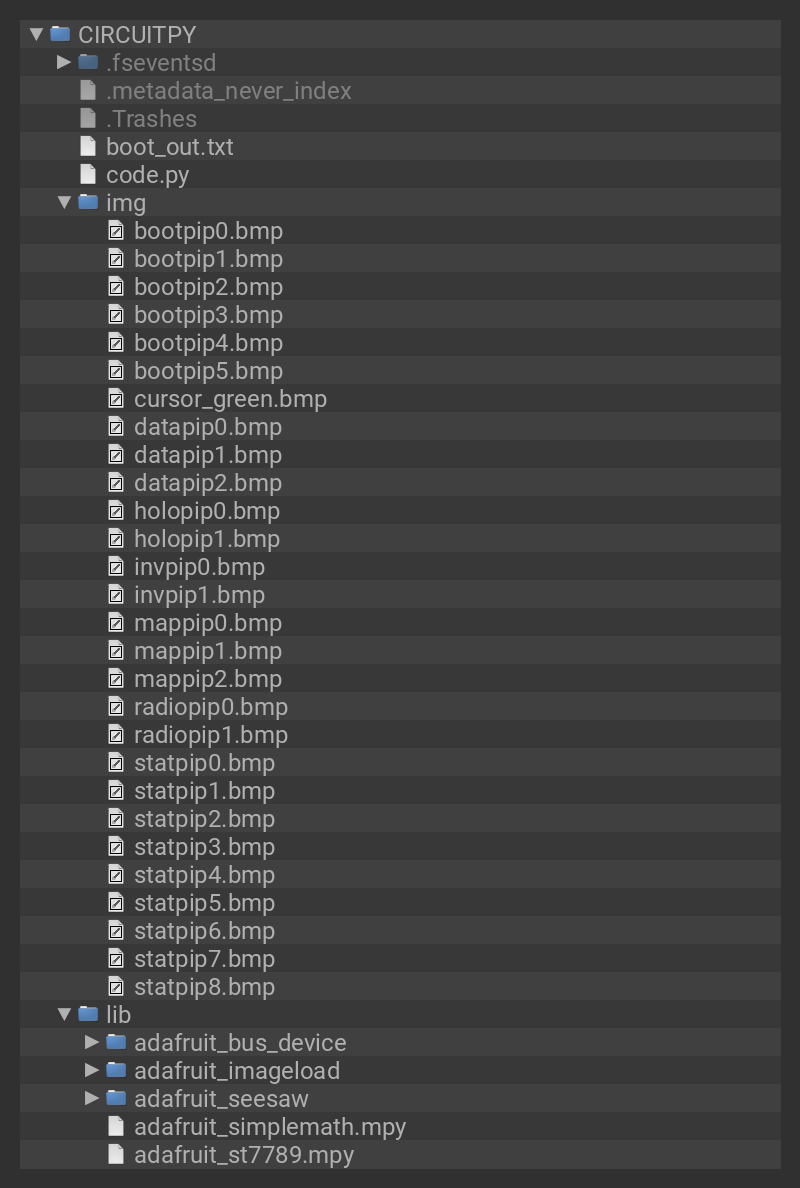 CIRCUITPY
.fseventsd
.metadata_never_index
.Trashes
boot_out.txt
code.py
img
bootpip0.bmp
bootpip1.bmp
bootpip2.bmp
bootpip3.bmp
bootpip4.bmp
bootpip5.bmp
cursor_green.bmp
datapip0.bmp
datapip1.bmp
datapip2.bmp
holopip0.bmp
holopip1.bmp
invpip0.bmp
invpip1.bmp
mappip0.bmp
mappip1.bmp
mappip2.bmp
radiopip0.bmp
radiopip1.bmp
statpip0.bmp
statpip1.bmp
statpip2.bmp
statpip3.bmp
statpip4.bmp
statpip5.bmp
statpip6.bmp
statpip7.bmp
statpip8.bmp
lib
adafruit_bus_device
adafruit_imageload
adafruit_seesaw
adafruit_simplemath.mpy
adafruit_st7789.mpy